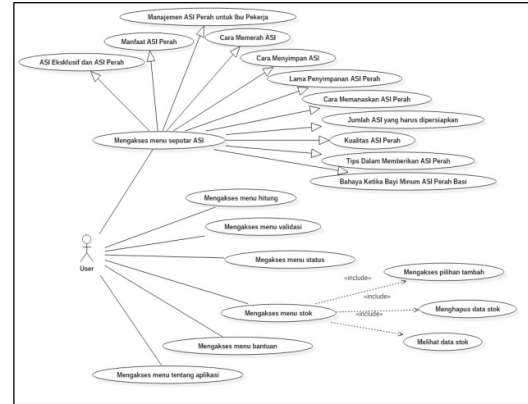 Manajemen ASI Perah untuk Ibu Pekerja
Manfaat ASI Perah
Cara Memerah ASI
ASI Eksklusif dan ASI Perah
Cara Menyimpan ASI
Lama Penyimpanan ASI Perah
Cara Memanaskan ASI Perah
Jumlah ASI yang harus dipersiapkan
Mengakses menu seputar ASI
Kualitas ASI Perah
Tips Dalam Memberikan ASI Perah
Bahaya Ketika Bayi Minum ASI Perah Basi
Mengakses menu hitung
Mengakses menu validasi
User
Megakses menu status
Mengakses pilihan tambah
«include»
«include»
Mengakses menu stok
«include»
Menghapus data stok
Melihat data stok
Mengakses menu bantuan
Mengakses menu tentang aplikasi